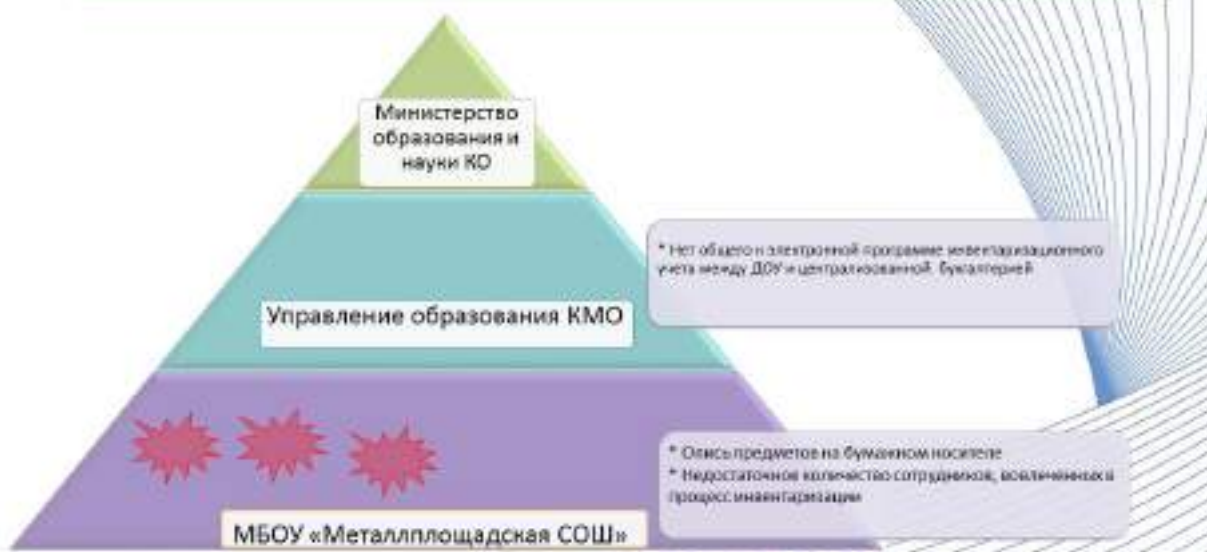 Министерство
образования и
науки КО
* Нет общего и электронной программе инвентаризационного
учета между ДОУ и централизованной бухгалтерией
Управление образования КМО
* Опись предметов на бумажном носителе
* Недостаточное количество сотрудников, вовлеченных в
процесс инвентаризации
МБОУ «Металлплощадская СОШ»